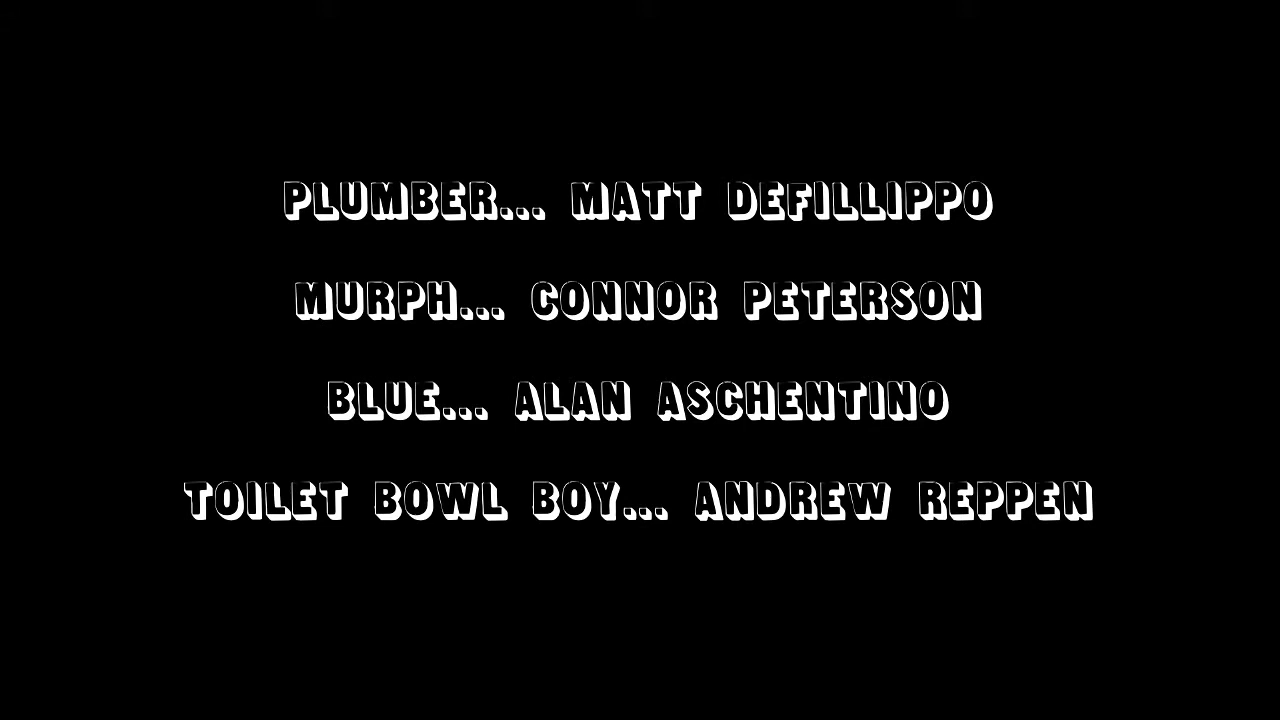 PLUMBER... MATT DEFILLIPPO
MURPH... CONNOR PETERSON
BLUE... ALAN ASCHENTINO
TOILET BOWL BOY... ANDREW REPPEN